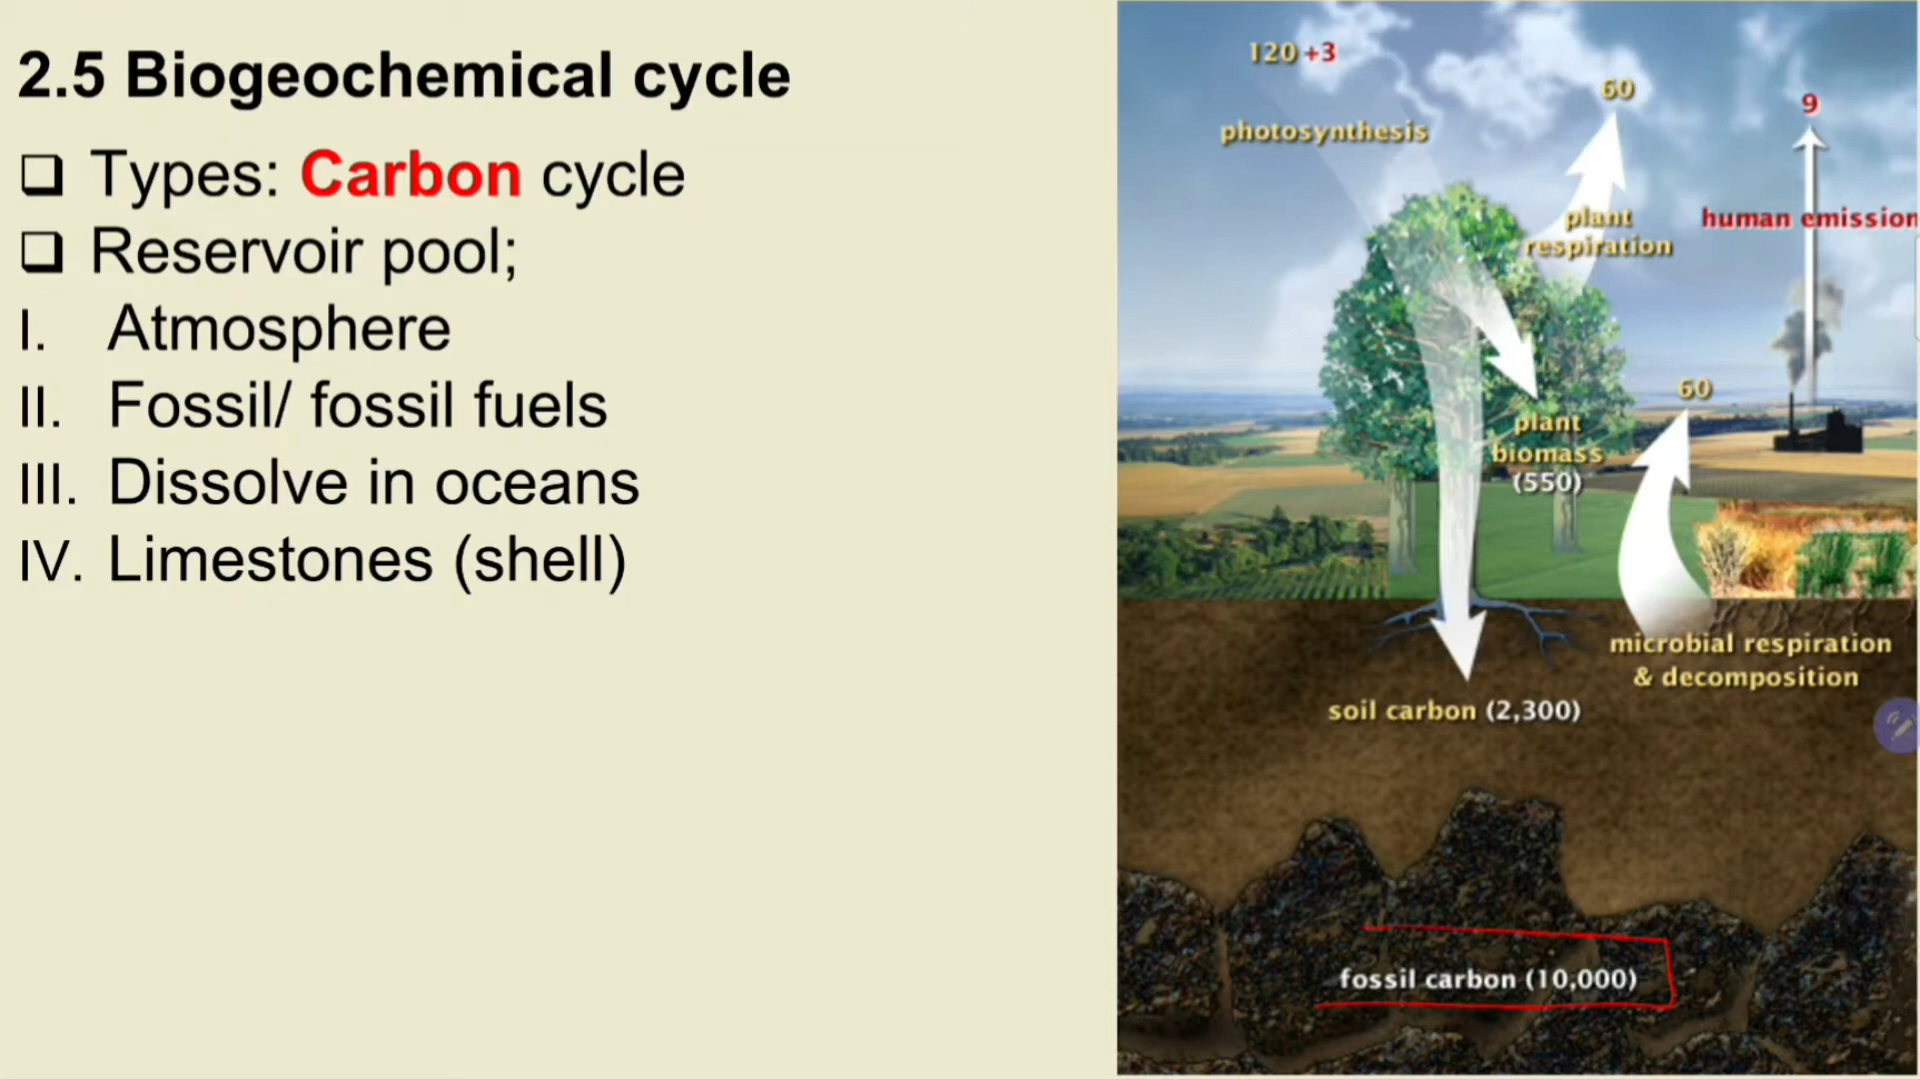 2.5 Biogeochemical cycle
❑ Types: Carbon cycle
❑ Reservoir pool;
I. Atmosphere
II. Fossil/ fossil fuels
III. Dissolve in oceans
IV. Limestones (shell)
120 +3
photosynthesis
60
9
plant
respiration
human emission
60
plant
biomass
(550)
microbial respiration
& decomposition
soil carbon (2,300)
fossil carbon (10,000)